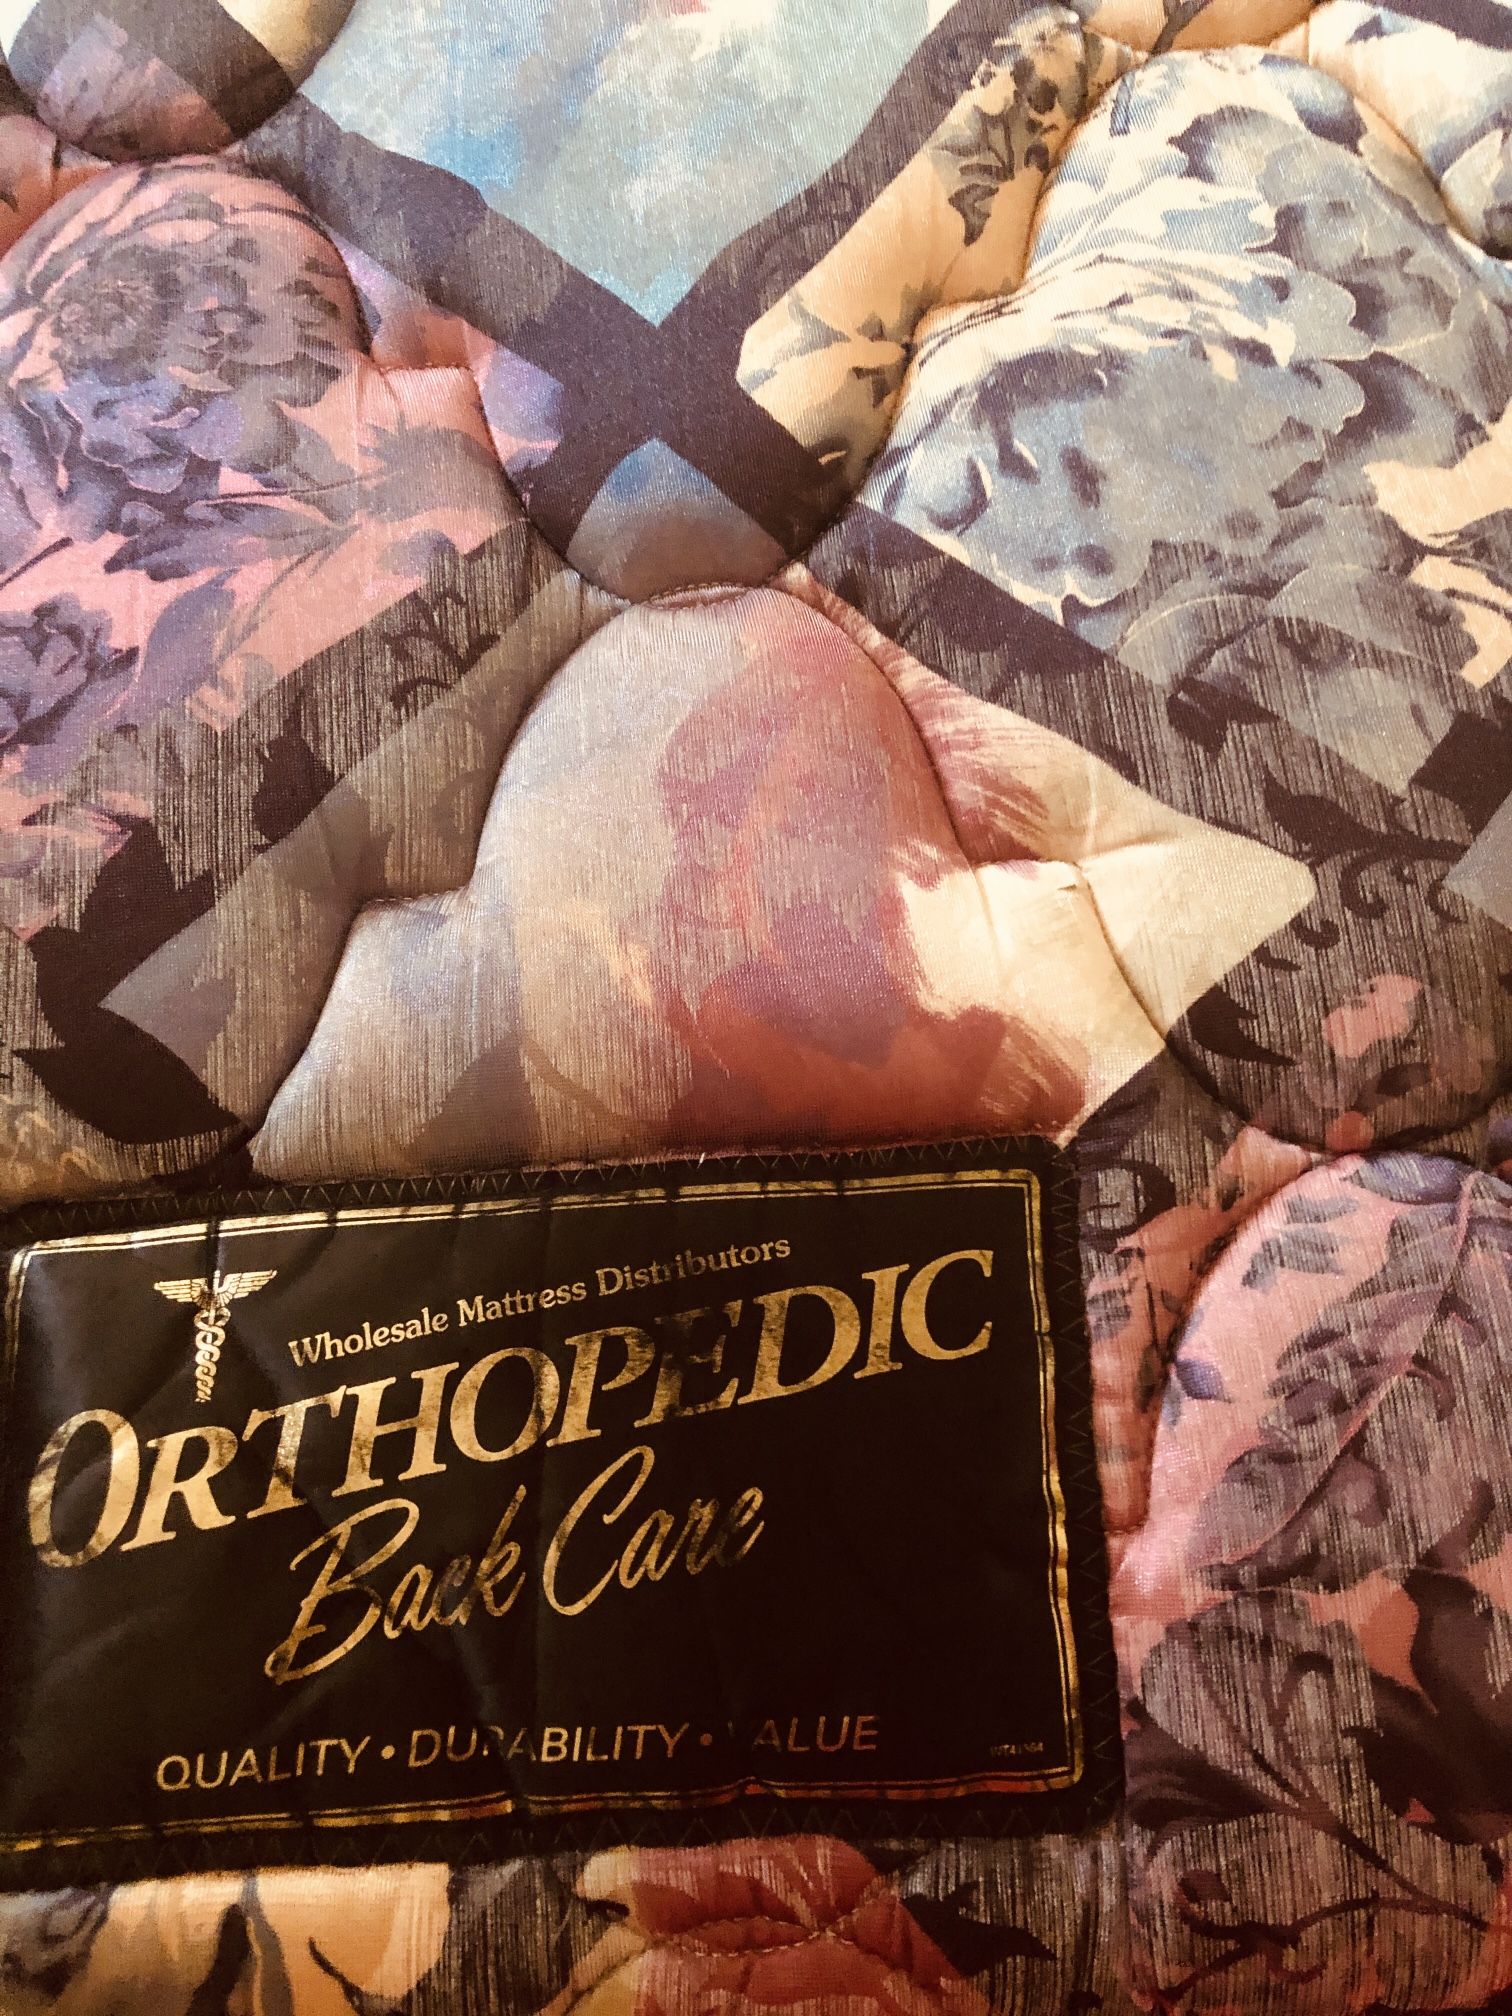 Wholesale Mattress Distributors
ORTHOPEDIC
Back Care
QUALITY • DURABILITY • VALUE